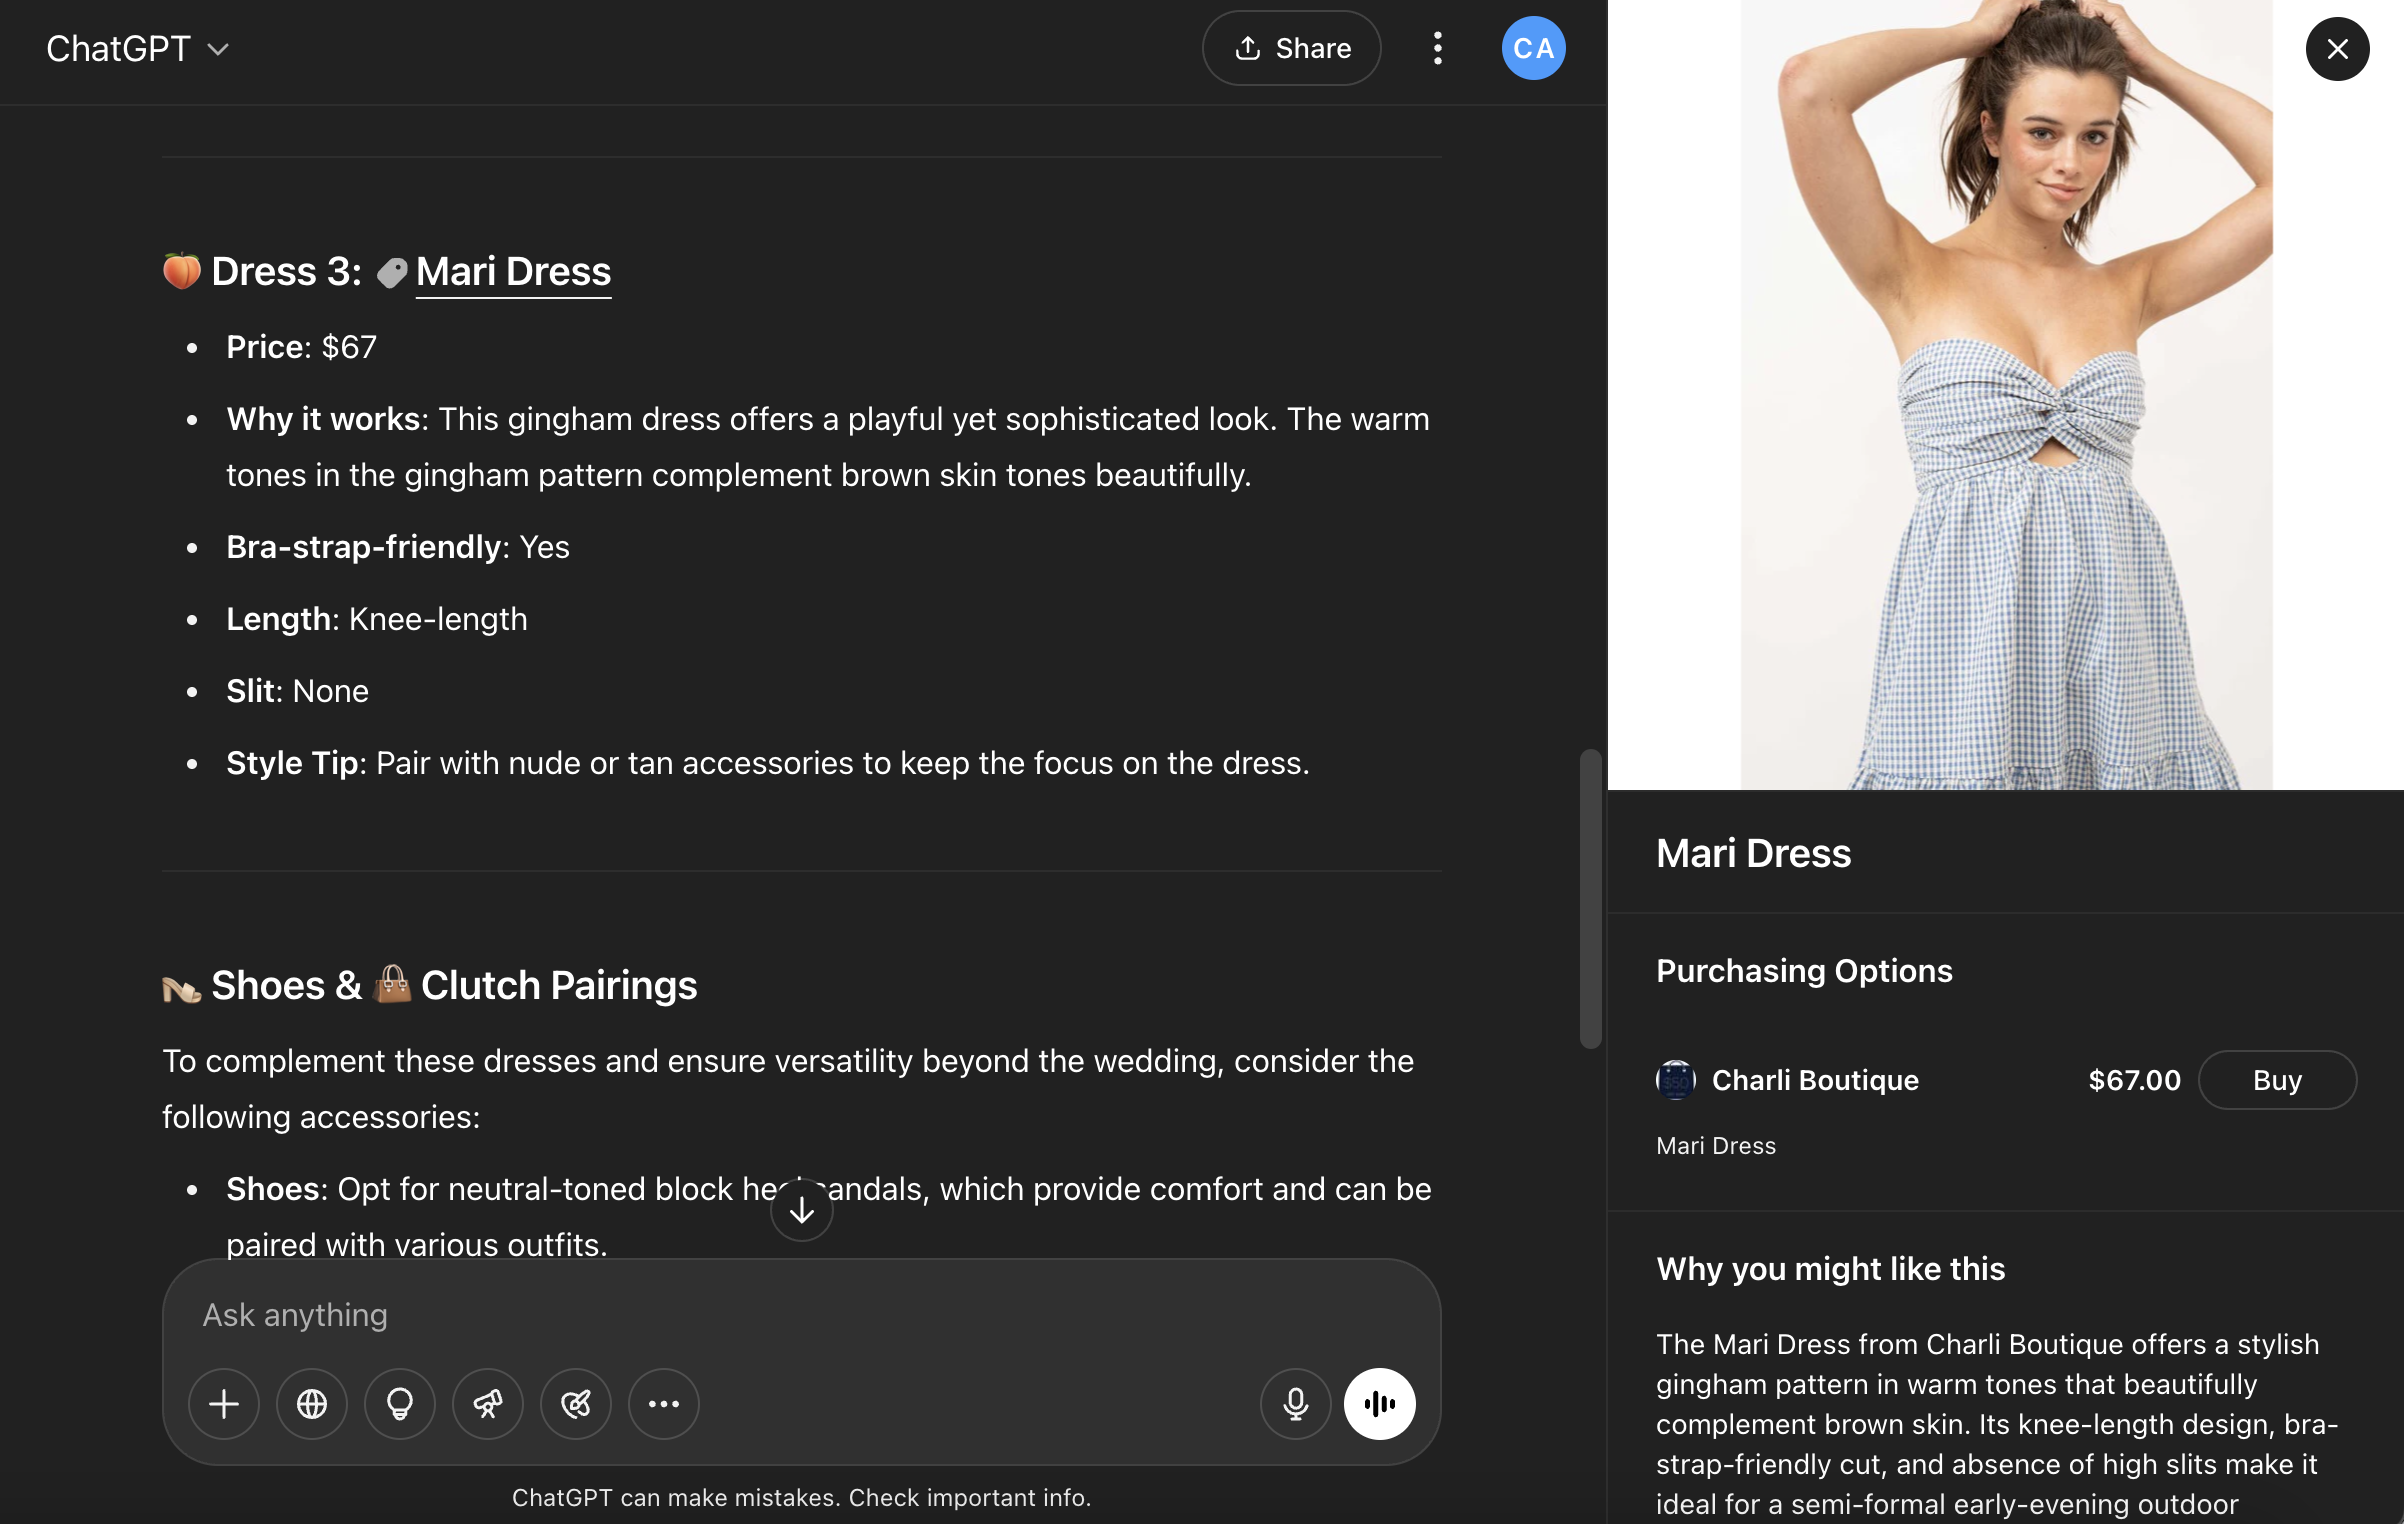 ChatGPT
Share
CA
Dress 3: Mari Dress
Price: $67
Why it works: This gingham dress offers a playful yet sophisticated look. The warm
tones in the gingham pattern complement brown skin tones beautifully.
Bra-strap-friendly: Yes
Length: Knee-length
Slit: None
Style Tip: Pair with nude or tan accessories to keep the focus on the dress.
Shoes & Clutch Pairings
To complement these dresses and ensure versatility beyond the wedding, consider the
following accessories:
Shoes: Opt for neutral-toned block heel sandals, which provide comfort and can be
paired with various outfits.
Ask anything
ChatGPT can make mistakes. Check important info.
Mari Dress
Purchasing Options
Charli Boutique
$67.00
Buy
Mari Dress
Why you might like this
The Mari Dress from Charli Boutique offers a stylish
gingham pattern in warm tones that beautifully
complement brown skin. Its knee-length design, bra-
strap-friendly cut, and absence of high slits make it
ideal for a semi-formal early-evening outdoor